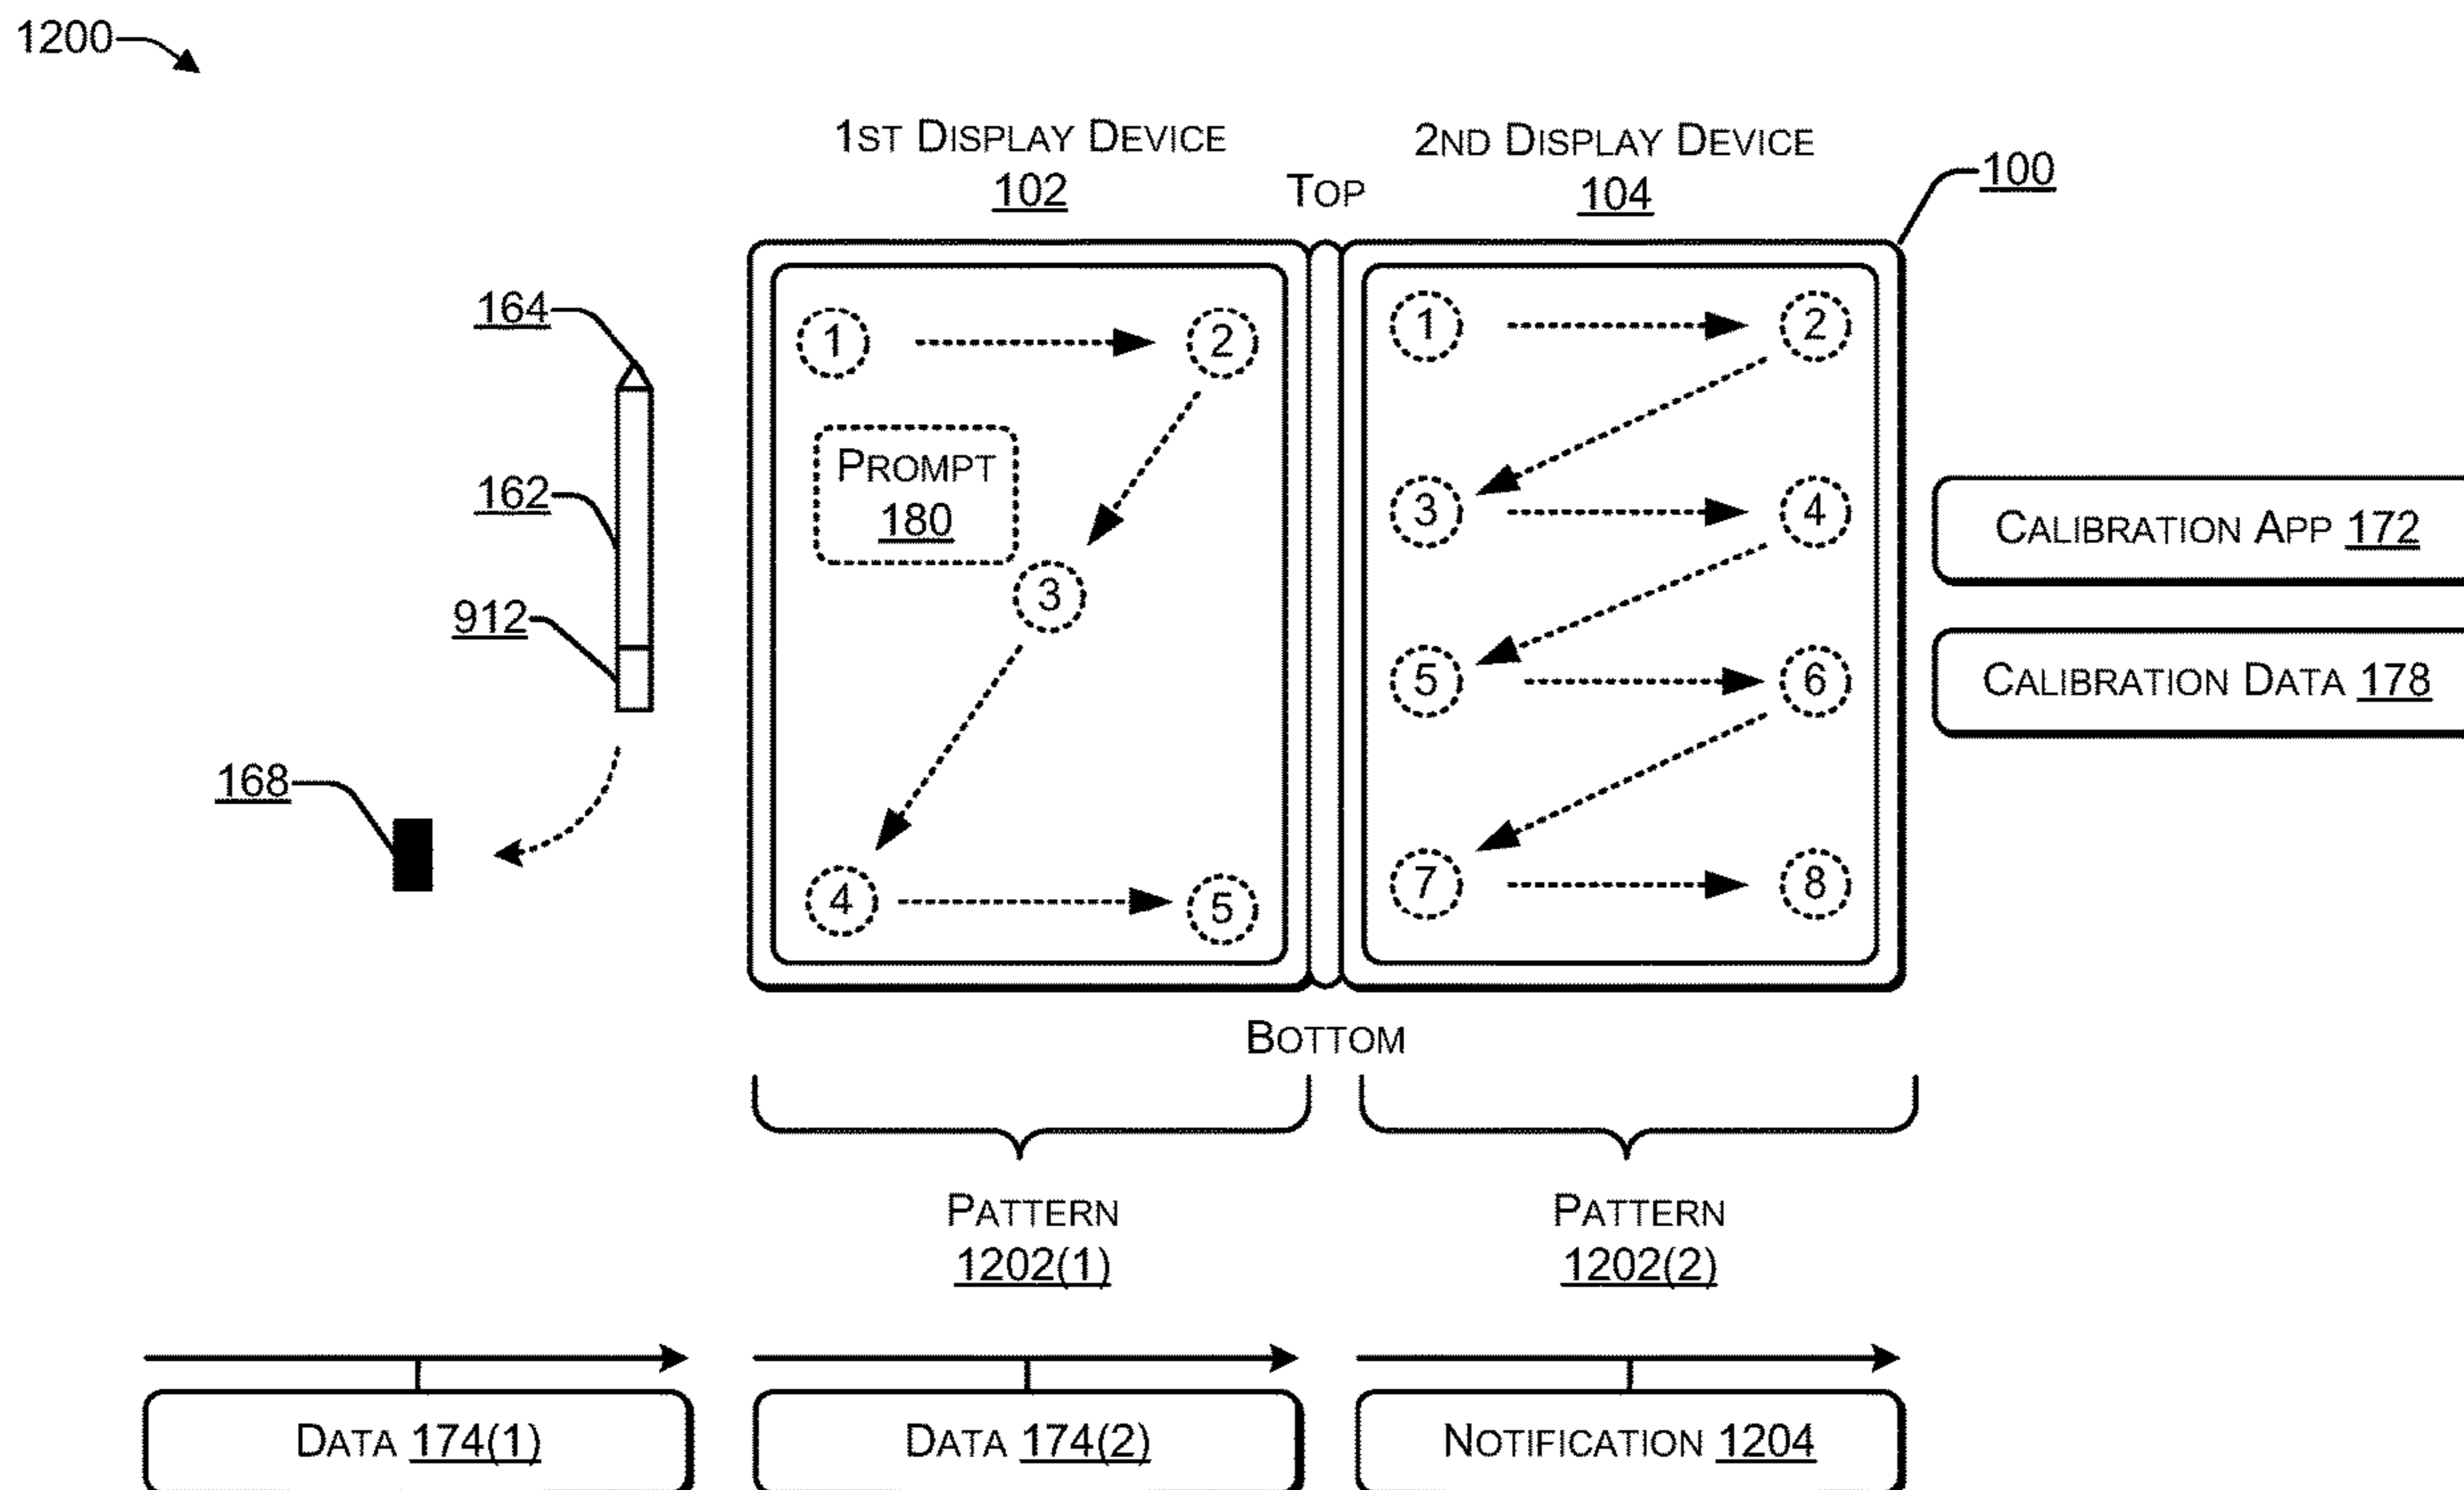 1200
1ST DISPLAY DEVICE
102
TOP
2ND DISPLAY DEVICE
104
100
164
162
912
168
1
2
PROMPT
180
3
4
5
1
2
3
4
5
6
7
8
CALIBRATION APP 172
CALIBRATION DATA 178
BOTTOM
PATTERN
1202(1)
PATTERN
1202(2)
DATA 174(1)
DATA 174(2)
NOTIFICATION 1204